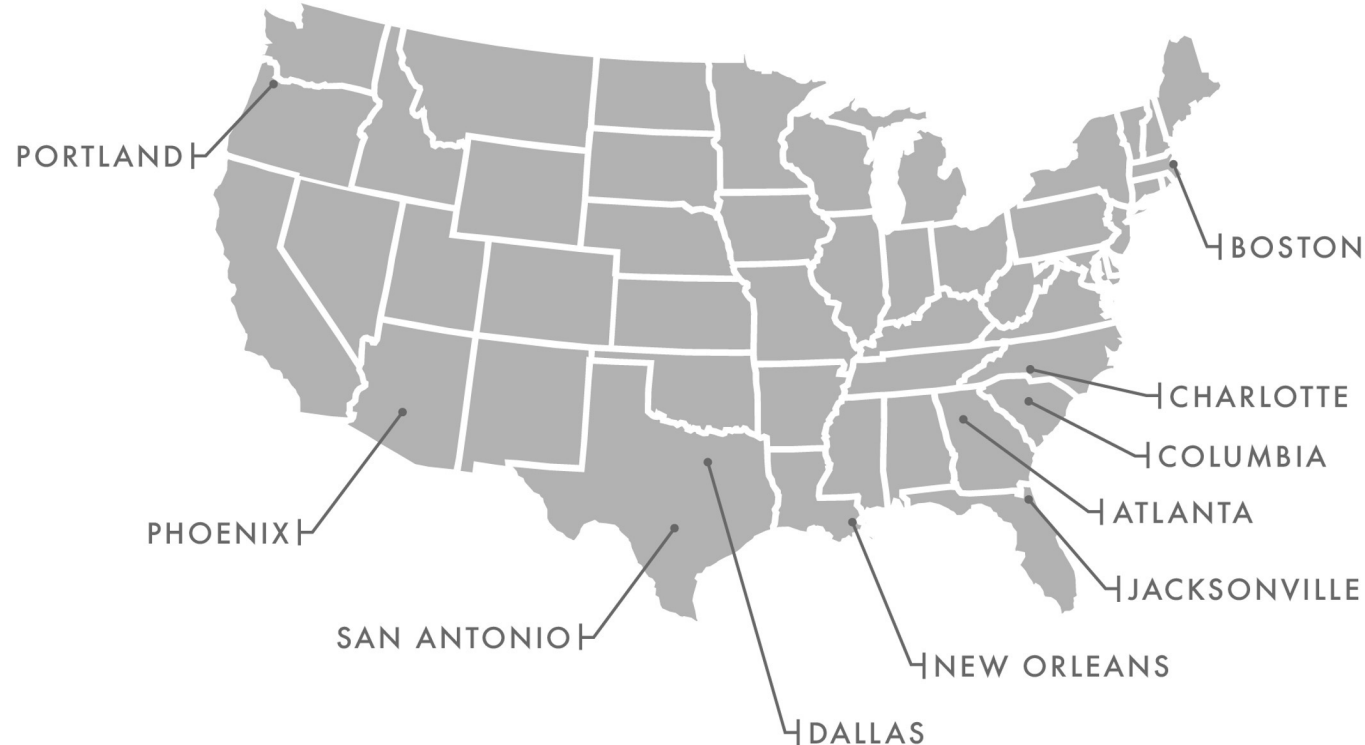 PORTLAND
BOSTON
CHARLOTTE
COLUMBIA
ATLANTA
PHOENIX
JACKSONVILLE
SAN ANTONIO
NEW ORLEANS
DALLAS